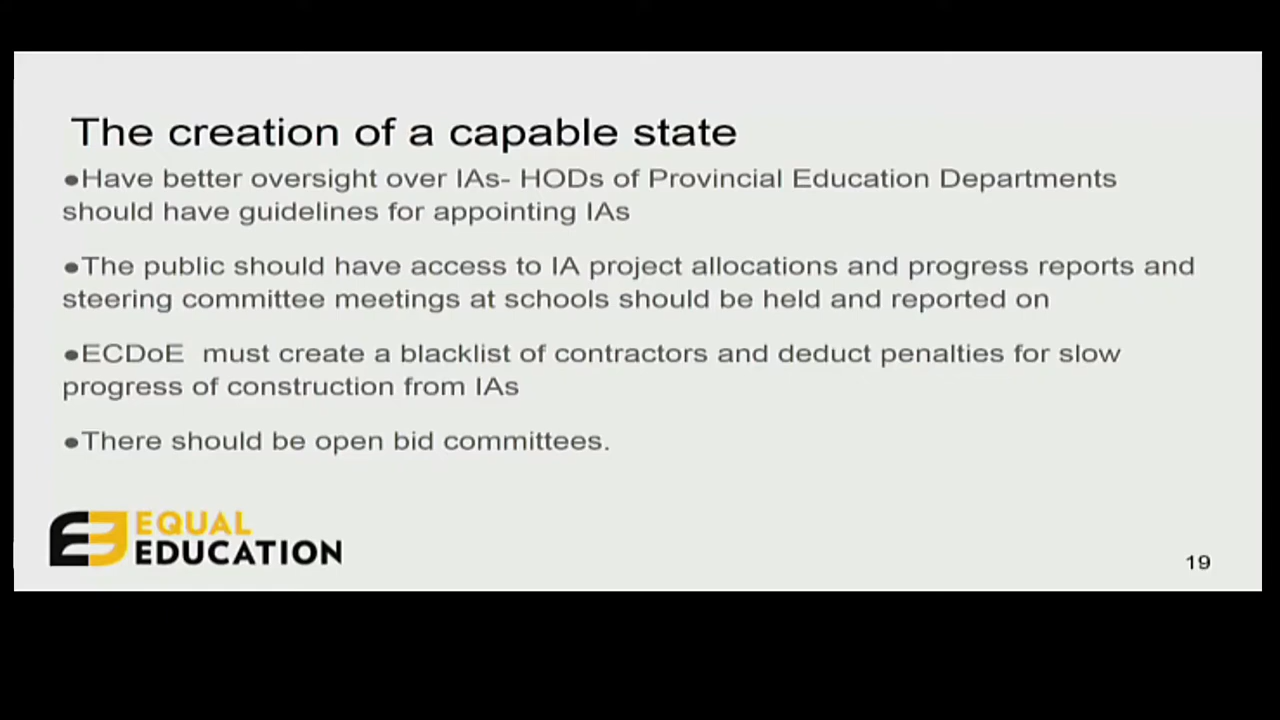 The creation of a capable state
●Have better oversight over IAs- HODs of Provincial Education Departments
should have guidelines for appointing IAs
●The public should have access to IA project allocations and progress reports and
steering committee meetings at schools should be held and reported on
●ECDoE  must create a blacklist of contractors and deduct penalties for slow
progress of construction from IAs
●There should be open bid committees.
EQUAL
EDUCATION
19